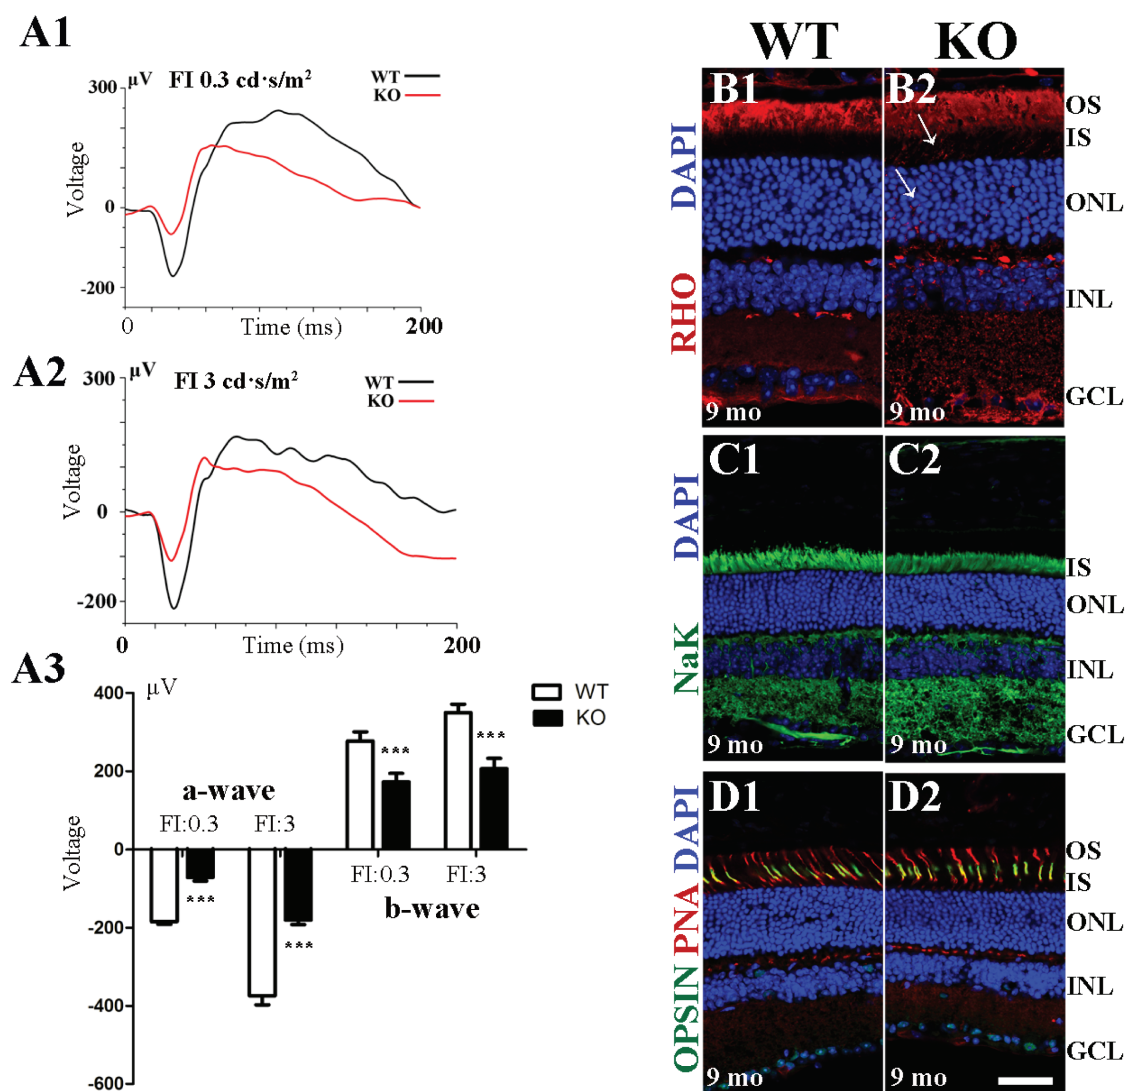 A1
µV
FI 0.3 cd·s/m²
WT
KO
300
0
-200
Voltage
0
Time (ms)
200
A2
µV
FI 3 cd·s/m²
WT
KO
300
0
-200
Voltage
0
Time (ms)
200
A3
µV
WT
KO
400
200
0
-200
-400
-600
Voltage
a-wave
FI:0.3
FI:3
***
***
***
***
FI:0.3
FI:3
b-wave
WT
KO
B1
B2
RHO DAPI
OS
IS
ONL
INL
GCL
9 mo
9 mo
C1
C2
NaK DAPI
IS
ONL
INL
GCL
9 mo
9 mo
D1
D2
OPSIN PNA DAPI
OS
IS
ONL
INL
GCL
9 mo
9 mo